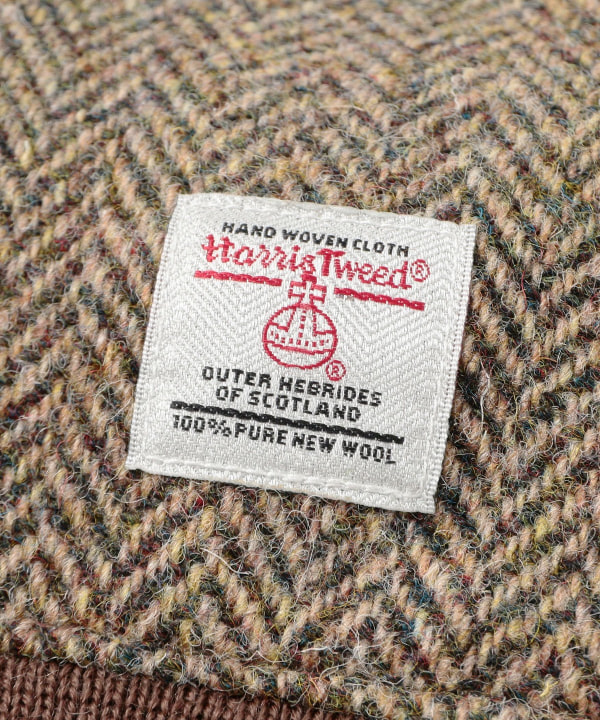 HAND WOVEN CLOTH
Harris Tweed®
®
OUTER HEBRIDES
OF SCOTLAND
100% PURE NEW WOOL